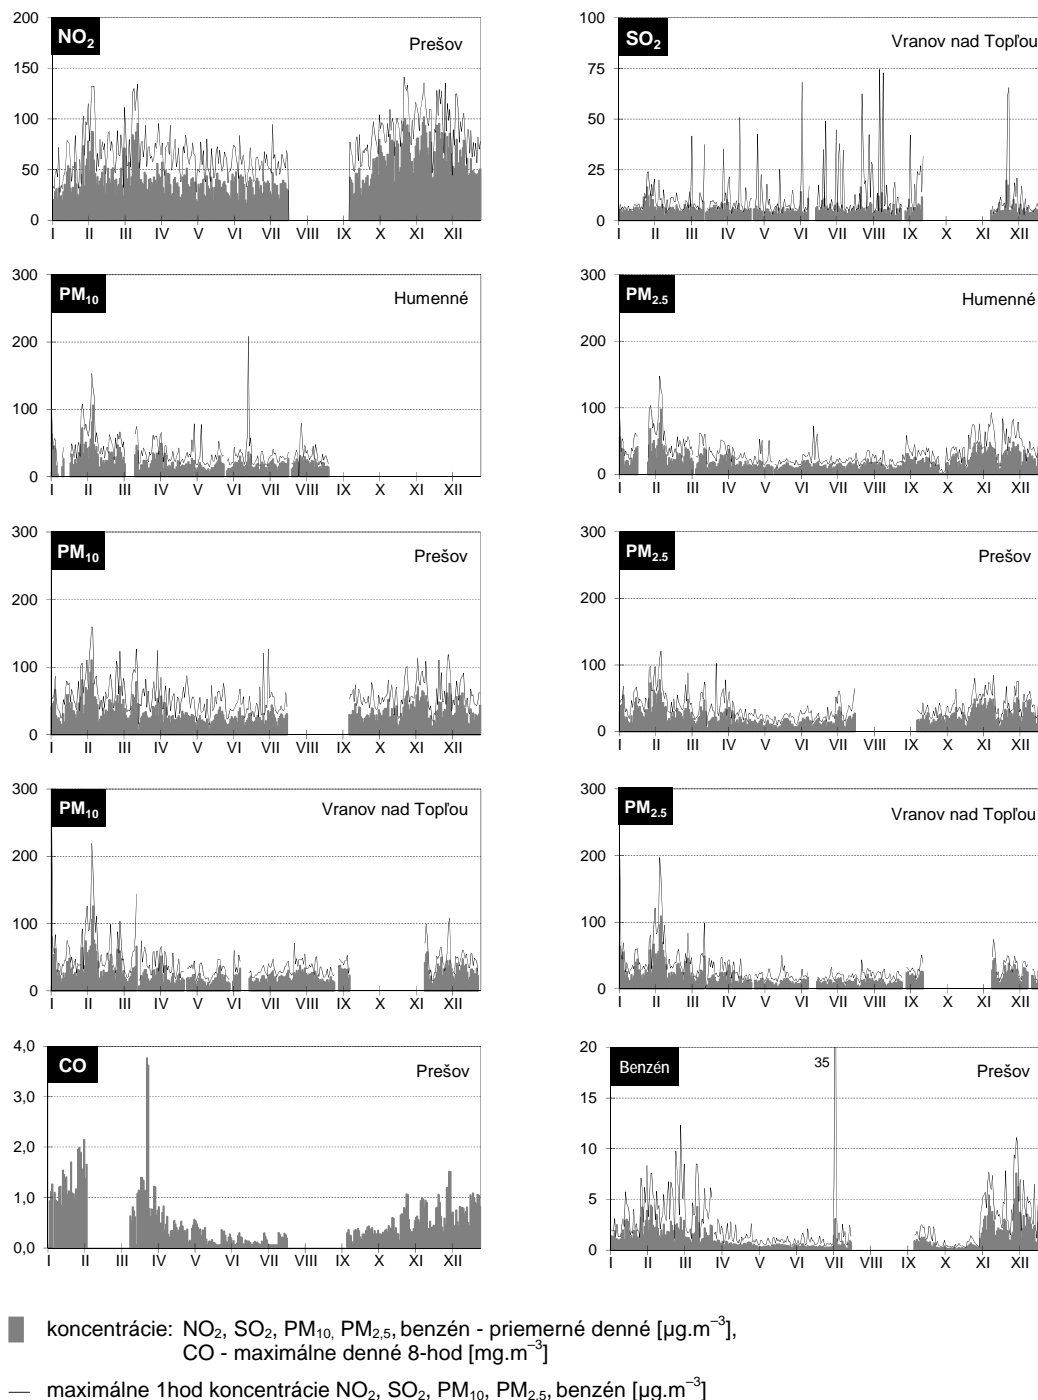 NO₂ Prešov
200
150
100
50
0
I II III IV V VI VII VIII IX X XI XII
SO₂ Vranov nad Topľou
100
75
50
25
0
I II III IV V VI VII VIII IX X XI XII
PM₁₀ Humenné
300
200
100
0
I II III IV V VI VII VIII IX X XI XII
PM₂.₅ Humenné
300
200
100
0
I II III IV V VI VII VIII IX X XI XII
PM₁₀ Prešov
300
200
100
0
I II III IV V VI VII VIII IX X XI XII
PM₂.₅ Prešov
300
200
100
0
I II III IV V VI VII VIII IX X XI XII
PM₁₀ Vranov nad Topľou
300
200
100
0
I II III IV V VI VII VIII IX X XI XII
PM₂.₅ Vranov nad Topľou
300
200
100
0
I II III IV V VI VII VIII IX X XI XII
CO Prešov
4,0
3,0
2,0
1,0
0,0
I II III IV V VI VII VIII IX X XI XII
Benzén 35 Prešov
20
15
10
5
0
I II III IV V VI VII VIII IX X XI XII
koncentrácie: NO₂, SO₂, PM₁₀, PM₂,₅, benzén - priemerné denné [µg.m⁻³],
CO - maximálne denné 8-hod [mg.m⁻³]
maximálne 1hod koncentrácie NO₂, SO₂, PM₁₀, PM₂,₅, benzén [µg.m⁻³]